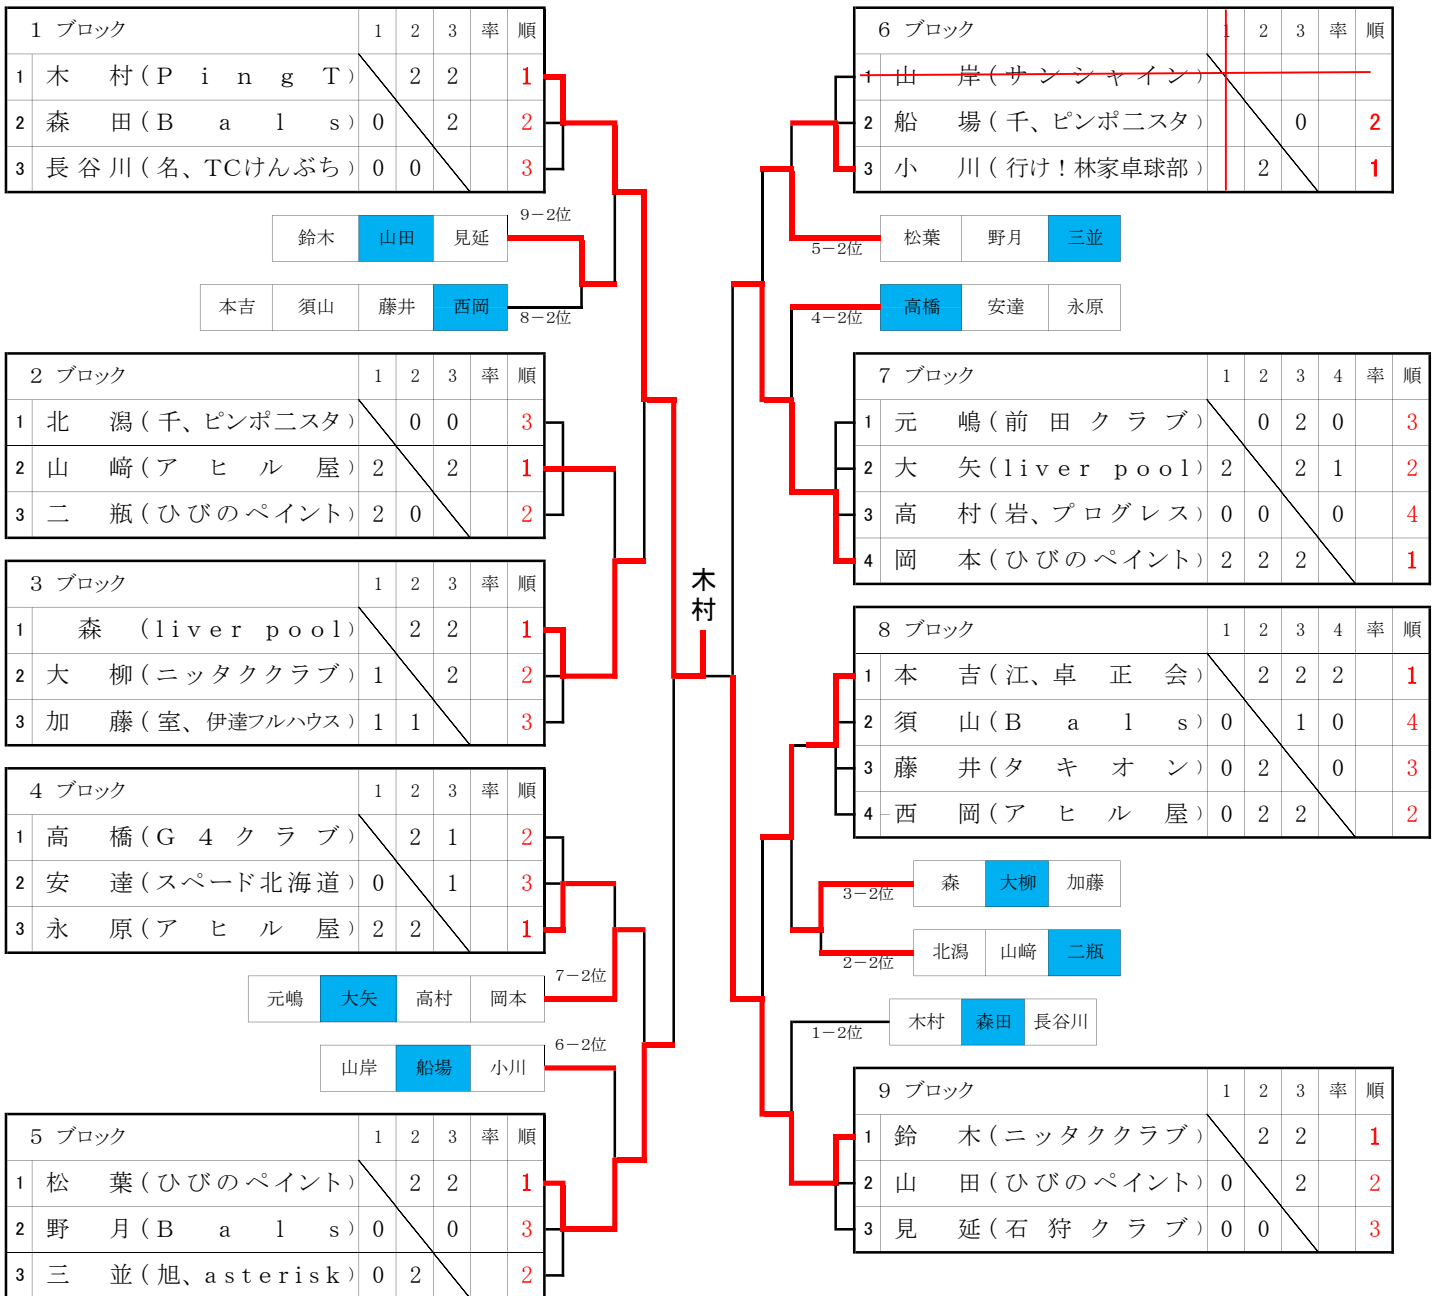 1 ブロック 1 2 3 率 順
1 木 村(P i n g T) 2 2 1
2 森 田(B a l s) 0 2 2
3 長谷川(名、TCけんぶち) 0 0 3
9-2位
鈴木 山田 見延
本吉 須山 藤井 西岡
8-2位
2 ブロック 1 2 3 率 順
1 北 潟(千、ピンポニスタ) 0 0 3
2 山 﨑(ア ヒ ル 屋) 2 2 1
3 二 瓶(ひびのペイント) 2 0 2
3 ブロック 1 2 3 率 順
1 森 (liver pool) 2 2 1
2 大 柳(ニッタククラブ) 1 2 2
3 加 藤(室、伊達フルハウス) 1 1 3
4 ブロック 1 2 3 率 順
1 高 橋(G 4 ク ラ ブ) 2 1 2
2 安 達(スペード北海道) 0 1 3
3 永 原(ア ヒ ル 屋) 2 2 1
7-2位
元嶋 大矢 高村 岡本
6-2位
山岸 船場 小川
5 ブロック 1 2 3 率 順
1 松 葉(ひびのペイント) 2 2 1
2 野 月(B a l s) 0 0 3
3 三 並(旭、asterisk) 0 2 2
木村
6 ブロック 1 2 3 率 順
1 山 岸(サンシャイン)
2 船 場(千、ピンポニスタ) 0 2
3 小 川(行け！林家卓球部) 2 1
5-2位
松葉 野月 三並
4-2位
高橋 安達 永原
7 ブロック 1 2 3 4 率 順
1 元 嶋(前 田 ク ラ ブ) 0 2 0 3
2 大 矢(liver pool) 2 2 1 2
3 高 村(岩、プログレス) 0 0 0 4
4 岡 本(ひびのペイント) 2 2 2 1
8 ブロック 1 2 3 4 率 順
1 本 吉(江、卓 正 会) 2 2 2 1
2 須 山(B a l s) 0 1 0 4
3 藤 井(タ キ オ ン) 0 2 0 3
4 西 岡(ア ヒ ル 屋) 0 2 2 2
3-2位
森 大柳 加藤
2-2位
北潟 山﨑 二瓶
1-2位
木村 森田 長谷川
9 ブロック 1 2 3 率 順
1 鈴 木(ニッタククラブ) 2 2 1
2 山 田(ひびのペイント) 0 2 2
3 見 延(石 狩 ク ラ ブ) 0 0 3